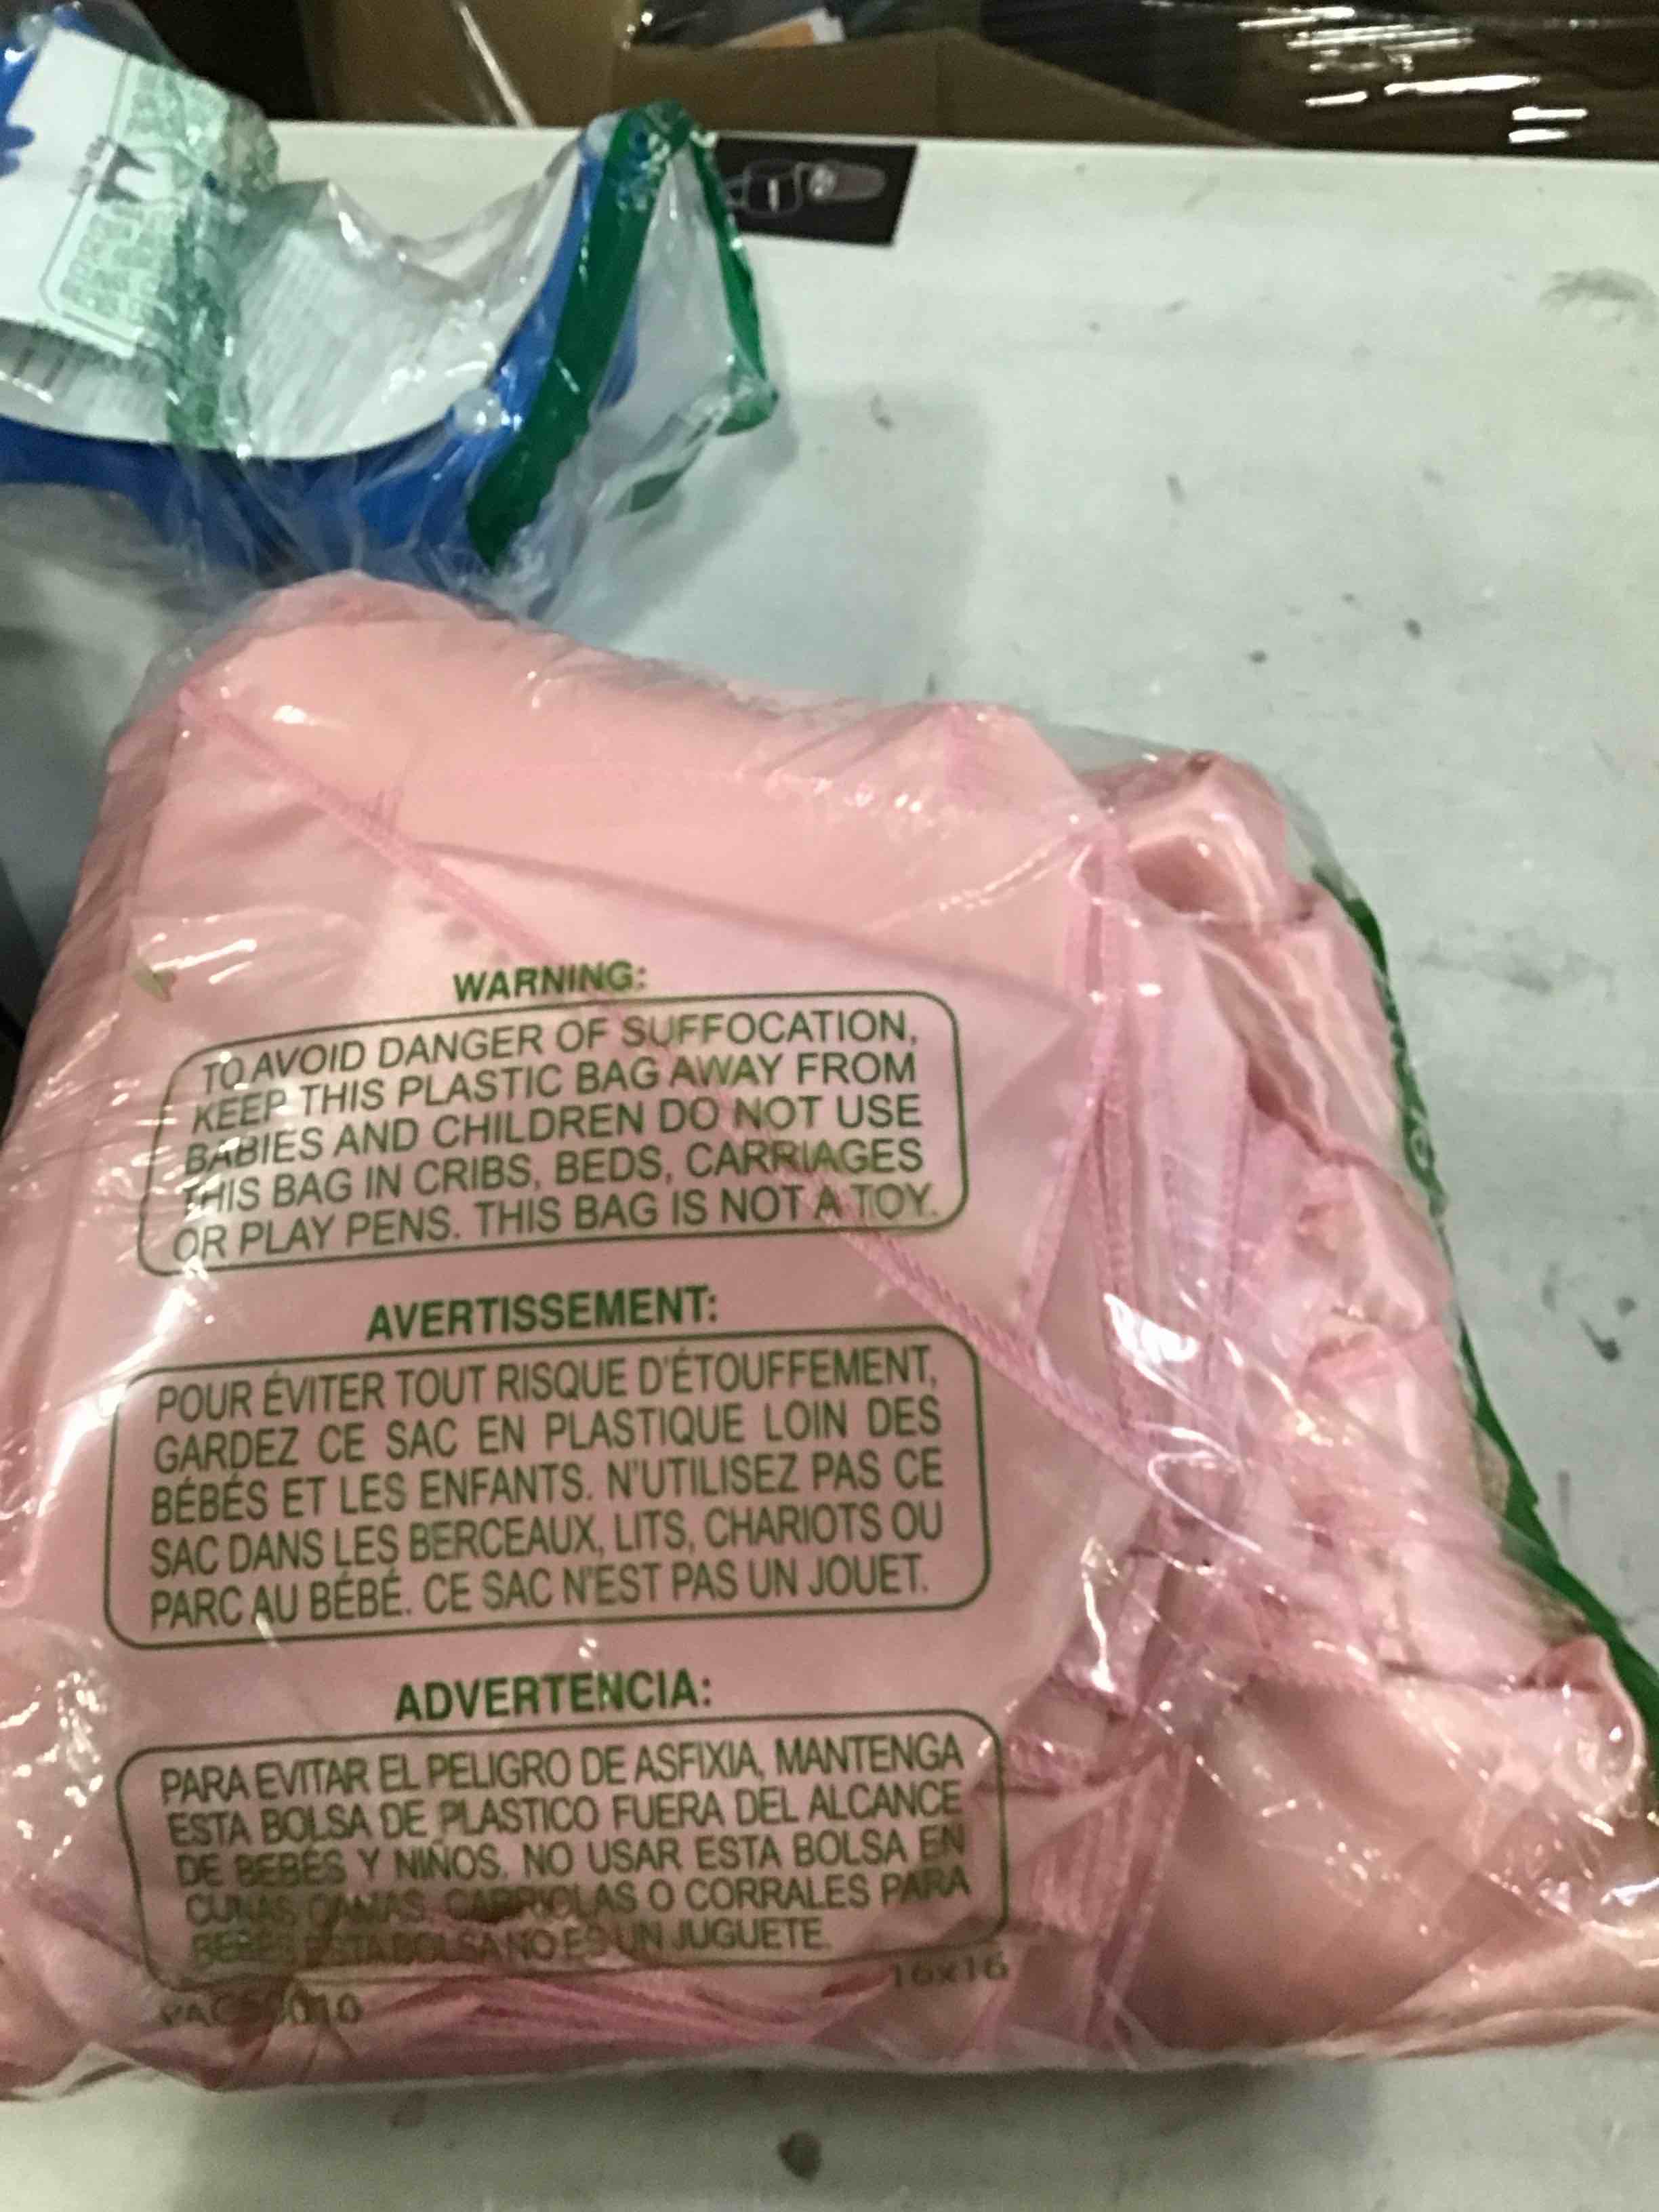 WARNING:
TO AVOID DANGER OF SUFFOCATION,
KEEP THIS PLASTIC BAG AWAY FROM
BABIES AND CHILDREN DO NOT USE
THIS BAG IN CRIBS, BEDS, CARRIAGES
OR PLAY PENS. THIS BAG IS NOT A TOY.
AVERTISSEMENT:
POUR ÉVITER TOUT RISQUE D'ÉTOUFFEMENT,
GARDEZ CE SAC EN PLASTIQUE LOIN DES
BÉBÉS ET LES ENFANTS. N'UTILISEZ PAS CE
SAC DANS LES BERCEAUX, LITS, CHARIOTS OU
PARC AU BÉBÉ. CE SAC N'EST PAS UN JOUET.
ADVERTENCIA:
PARA EVITAR EL PELIGRO DE ASFIXIA, MANTENGA
ESTA BOLSA DE PLASTICO FUERA DEL ALCANCE
DE BEBÉS Y NIÑOS. NO USAR ESTA BOLSA EN
CUNAS CAMAS, CARRIOLAS O CORRALES PARA
BEBES ESTA BOLSA NO ES UN JUGUETE.
16x16